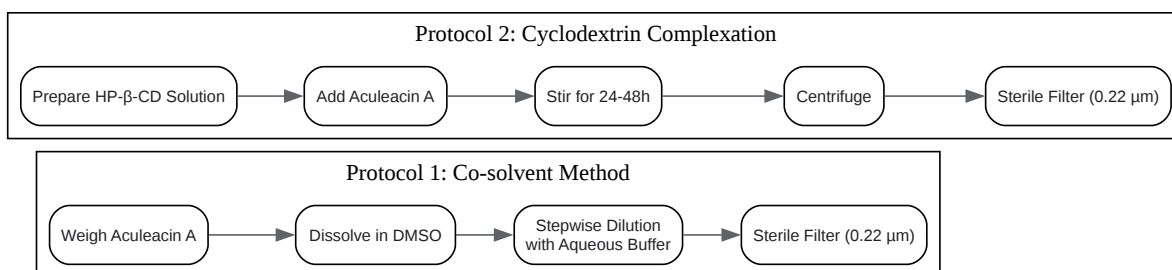 Protocol 2: Cyclodextrin Complexation
Prepare HP-β-CD Solution
Add Aculeacin A
Stir for 24-48h
Centrifuge
Sterile Filter (0.22 µm)
Protocol 1: Co-solvent Method
Weigh Aculeacin A
Dissolve in DMSO
Stepwise Dilution
with Aqueous Buffer
Sterile Filter (0.22 µm)